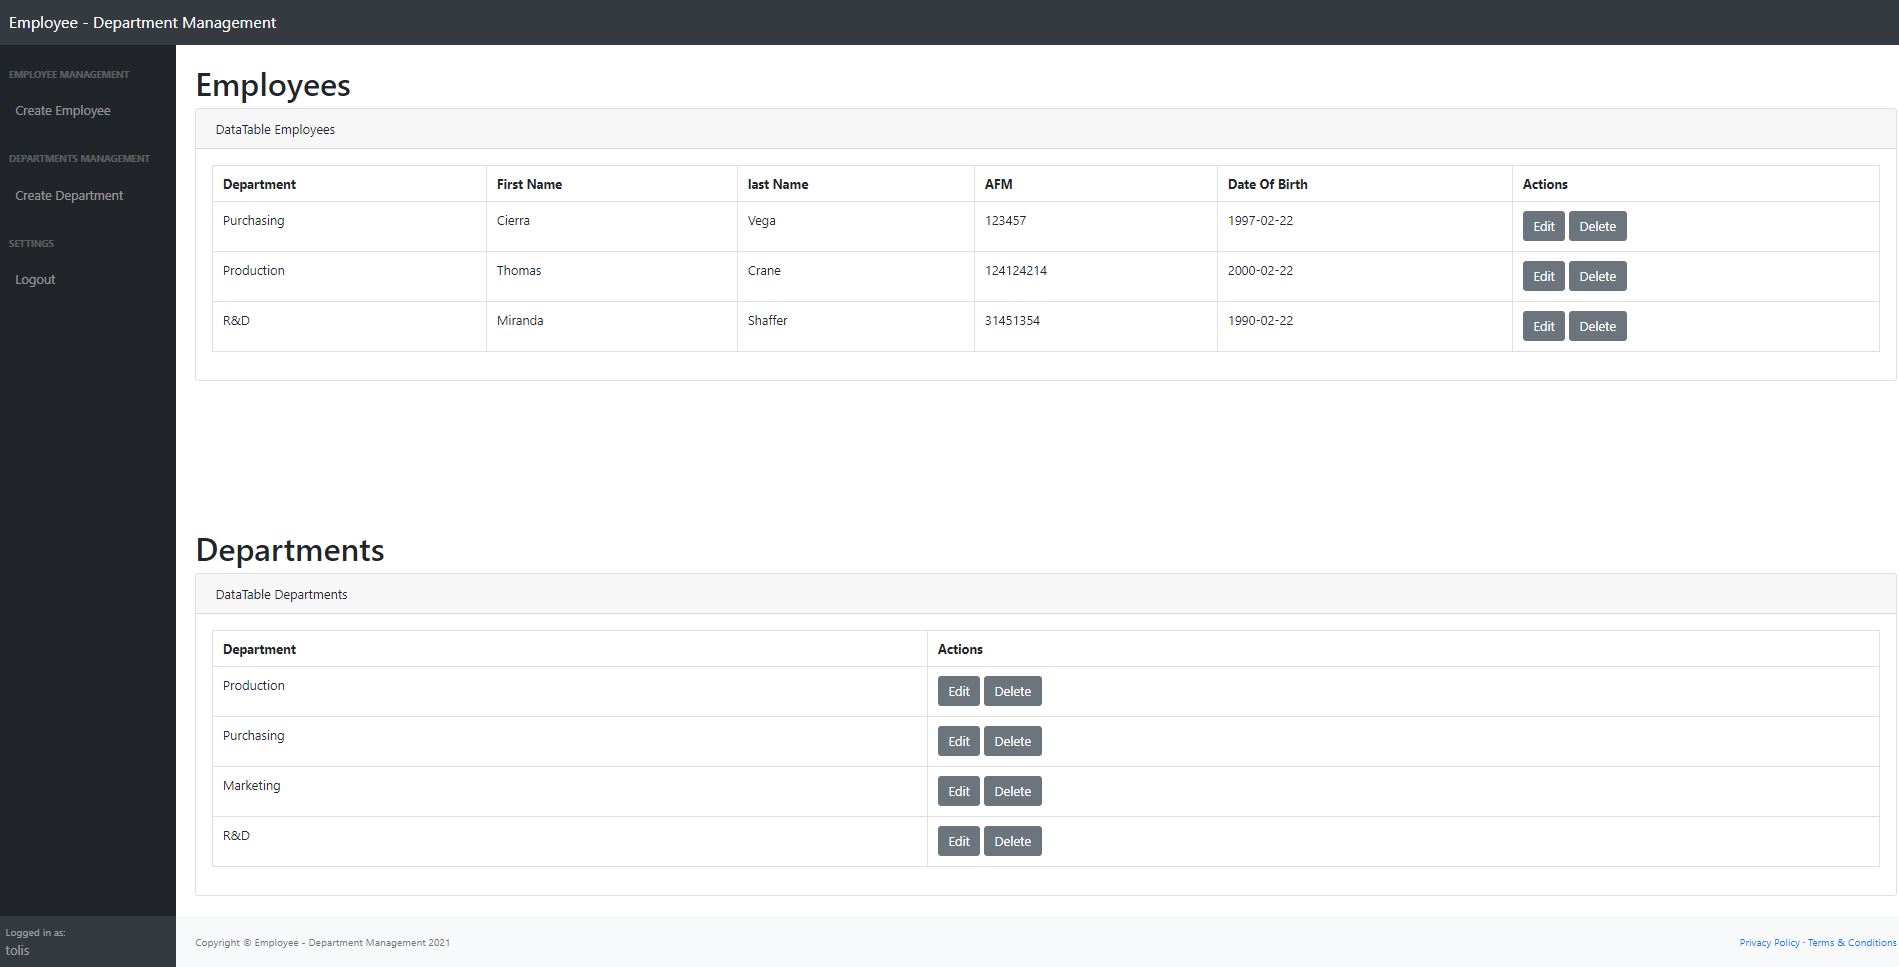 Employee - Department Management
EMPLOYEE MANAGEMENT
Create Employee
DEPARTMENTS MANAGEMENT
Create Department
SETTINGS
Logout
Logged in as:
tolis
Employees
DataTable Employees
Department First Name last Name AFM Date Of Birth Actions
Purchasing Cierra Vega 123457 1997-02-22 Edit Delete
Production Thomas Crane 124124214 2000-02-22 Edit Delete
R&D Miranda Shaffer 31451354 1990-02-22 Edit Delete
Departments
DataTable Departments
Department Actions
Production Edit Delete
Purchasing Edit Delete
Marketing Edit Delete
R&D Edit Delete
Copyright © Employee - Department Management 2021 Privacy Policy · Terms & Conditions